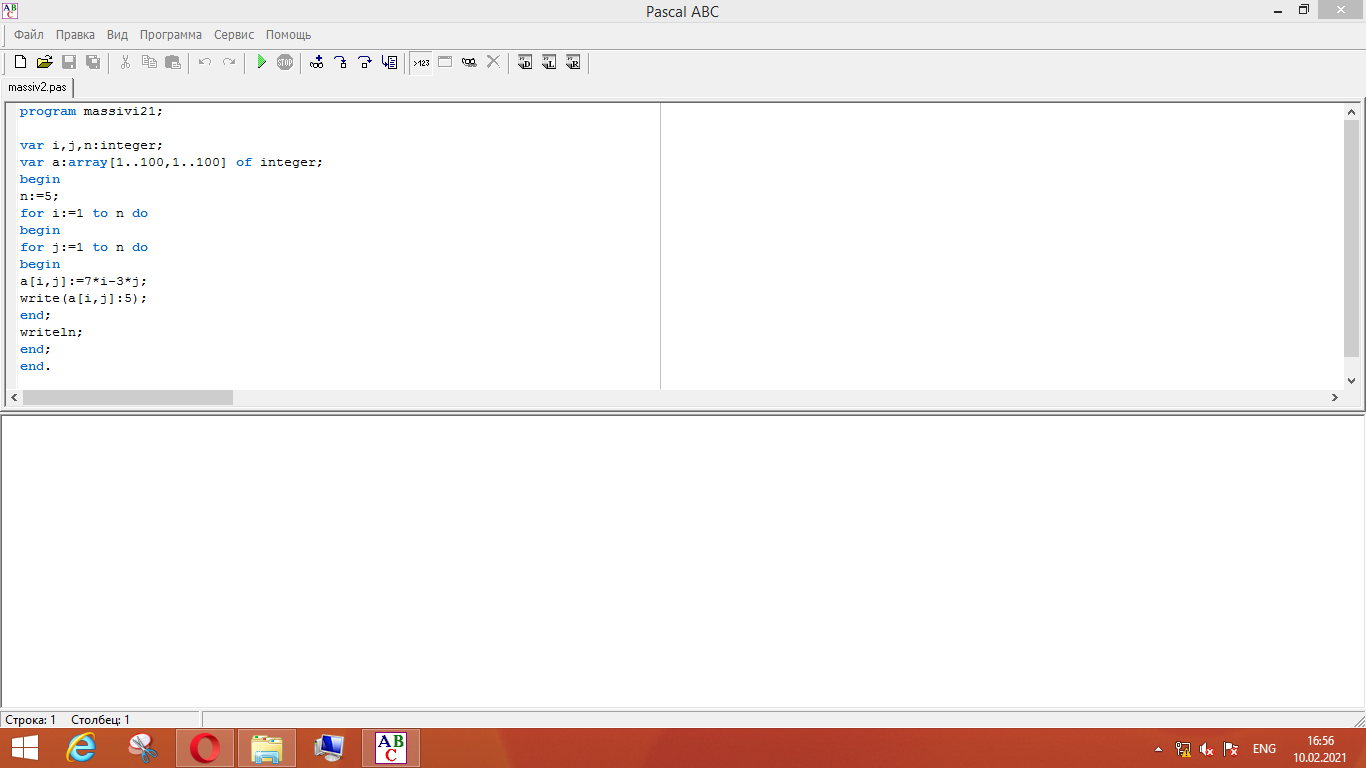 Pascal ABC
Файл Правка Вид Программа Сервис Помощь
massiv2.pas
program massivi21;
var i,j,n:integer;
var a:array[1..100,1..100] of integer;
begin
n:=5;
for i:=1 to n do
begin
for j:=1 to n do
begin
a[i,j]:=7*i-3*j;
write(a[i,j]:5);
end;
writeln;
end;
end.
Строка: 1 Столбец: 1
ENG
16:56
10.02.2021